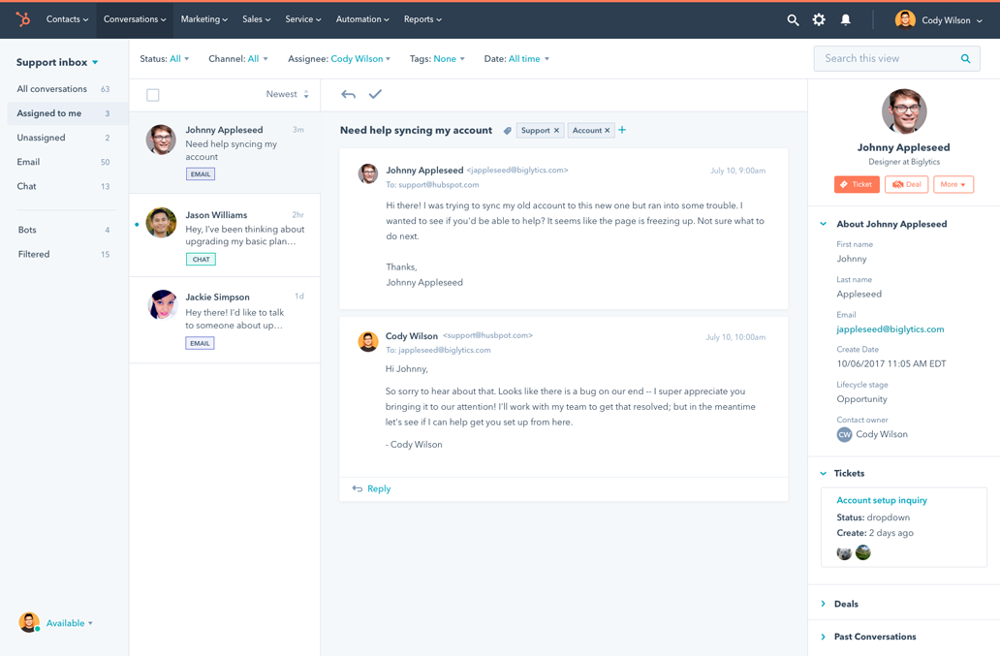 Contacts Conversations Marketing Sales Service Automation Reports Cody Wilson
Support inbox
All conversations 63
Assigned to me 3
Unassigned 2
Email 50
Chat 13
Bots 4
Filtered 15
Available
Status: All Channel: All Assignee: Cody Wilson Tags: None Date: All time Search this view
Newest
Johnny Appleseed 3m
Need help syncing my
account
EMAIL
Jason Williams 2hr
Hey, I've been thinking about
upgrading my basic plan...
CHAT
Jackie Simpson 1d
Hey there! I'd like to talk
to someone about up...
EMAIL
Need help syncing my account Support × Account × +
Johnny Appleseed <jappleseed@biglytics.com> July 10, 9:00am
To: support@hubspot.com
Hi there! I was trying to sync my old account to this new one but ran into some trouble. I
wanted to see if you'd be able to help? It seems like the page is freezing up. Not sure what to
do next.
Thanks,
Johnny Appleseed
Cody Wilson <support@husbpot.com> July 10, 10:00am
To: jappleseed@biglytics.com
Hi Johnny,
So sorry to hear about that. Looks like there is a bug on our end -- I super appreciate you
bringing it to our attention! I'll work with my team to get that resolved; but in the meantime
let's see if I can help get you set up from here.
- Cody Wilson
Reply
Johnny Appleseed
Designer at Biglytics
Ticket Deal More
About Johnny Appleseed
First name
Johnny
Last name
Appleseed
Email
jappleseed@biglytics.com
Create Date
10/06/2017 11:05 AM EDT
Lifecycle stage
Opportunity
Contact owner
CW Cody Wilson
Tickets
Account setup inquiry
Status: dropdown
Create: 2 days ago
Deals
Past Conversations